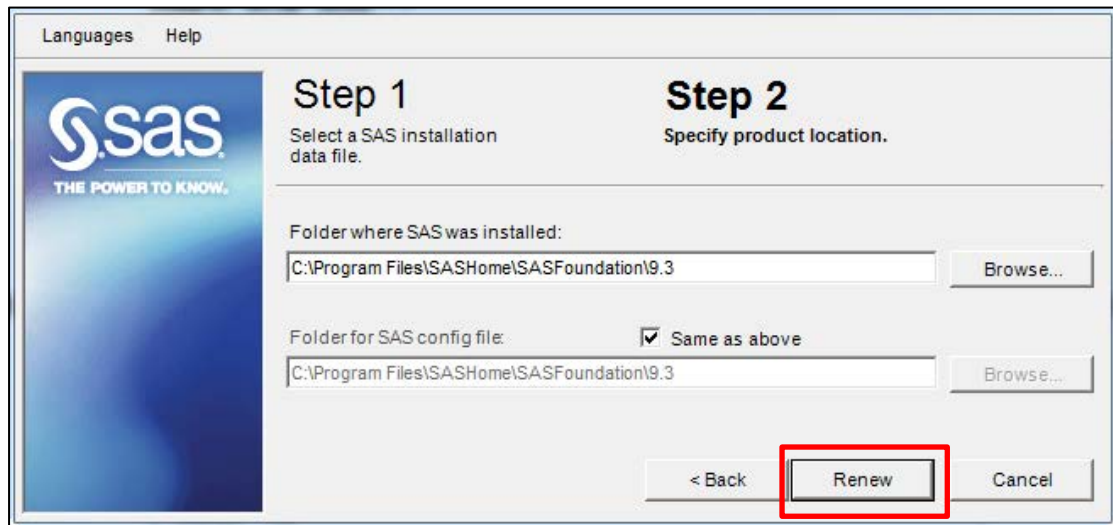 Languages Help
Step 1
Select a SAS installation
data file.
Step 2
Specify product location.
sas
THE POWER TO KNOW.
Folder where SAS was installed:
C:\Program Files\SASHome\SASFoundation\9.3
Browse...
Folder for SAS config file:
Same as above
C:\Program Files\SASHome\SASFoundation\9.3
Browse...
< Back
Renew
Cancel